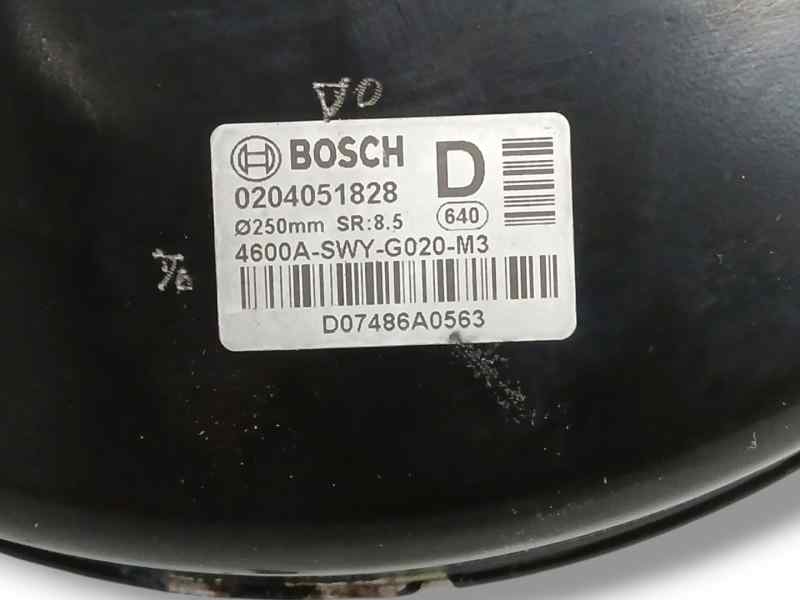 BOSCH
D
0204051828
Ø250mm SR:8.5
640
4600A-SWY-G020-M3
D07486A0563